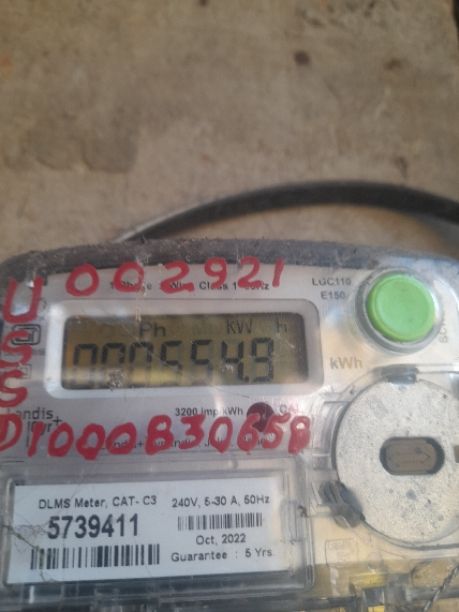 002921
LGC110
E150
Ph kW h
000554.9
kWh
3200 imp/kWh
D1000830658
DLMS Meter, CAT- C3
240V, 5-30 A, 50Hz
5739411
Oct, 2022
Guarantee : 5 Yrs